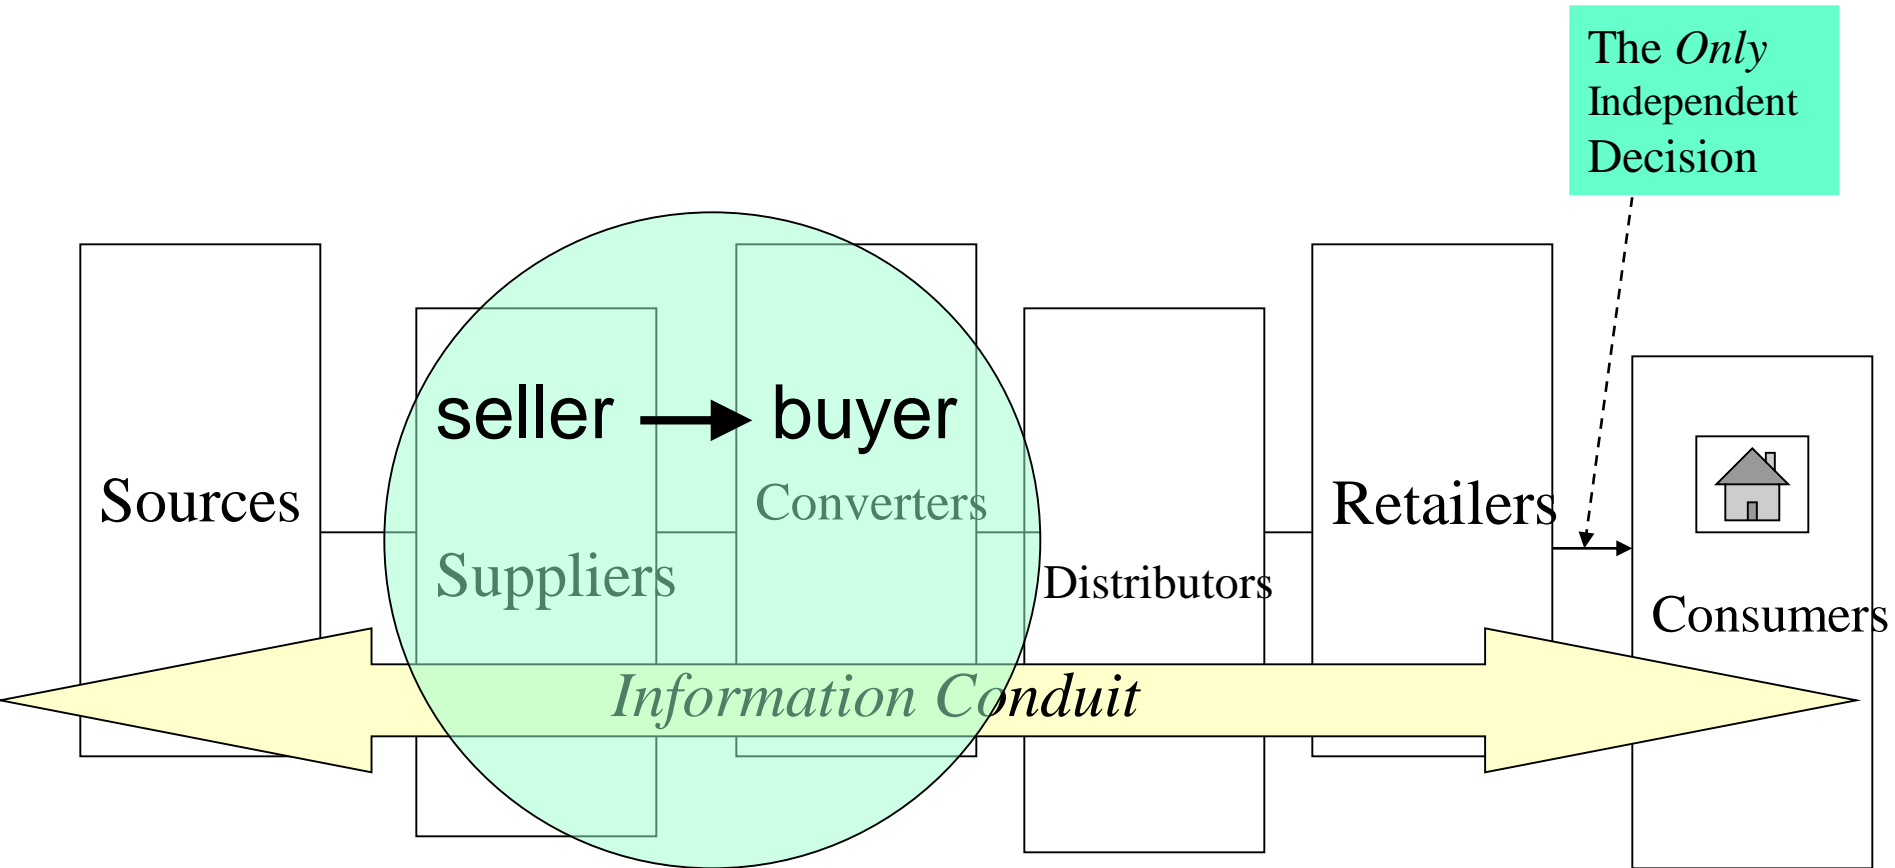 The Only
Independent
Decision
seller
buyer
Sources
Converters
Retailers
Suppliers
Distributors
Consumers
Information Conduit